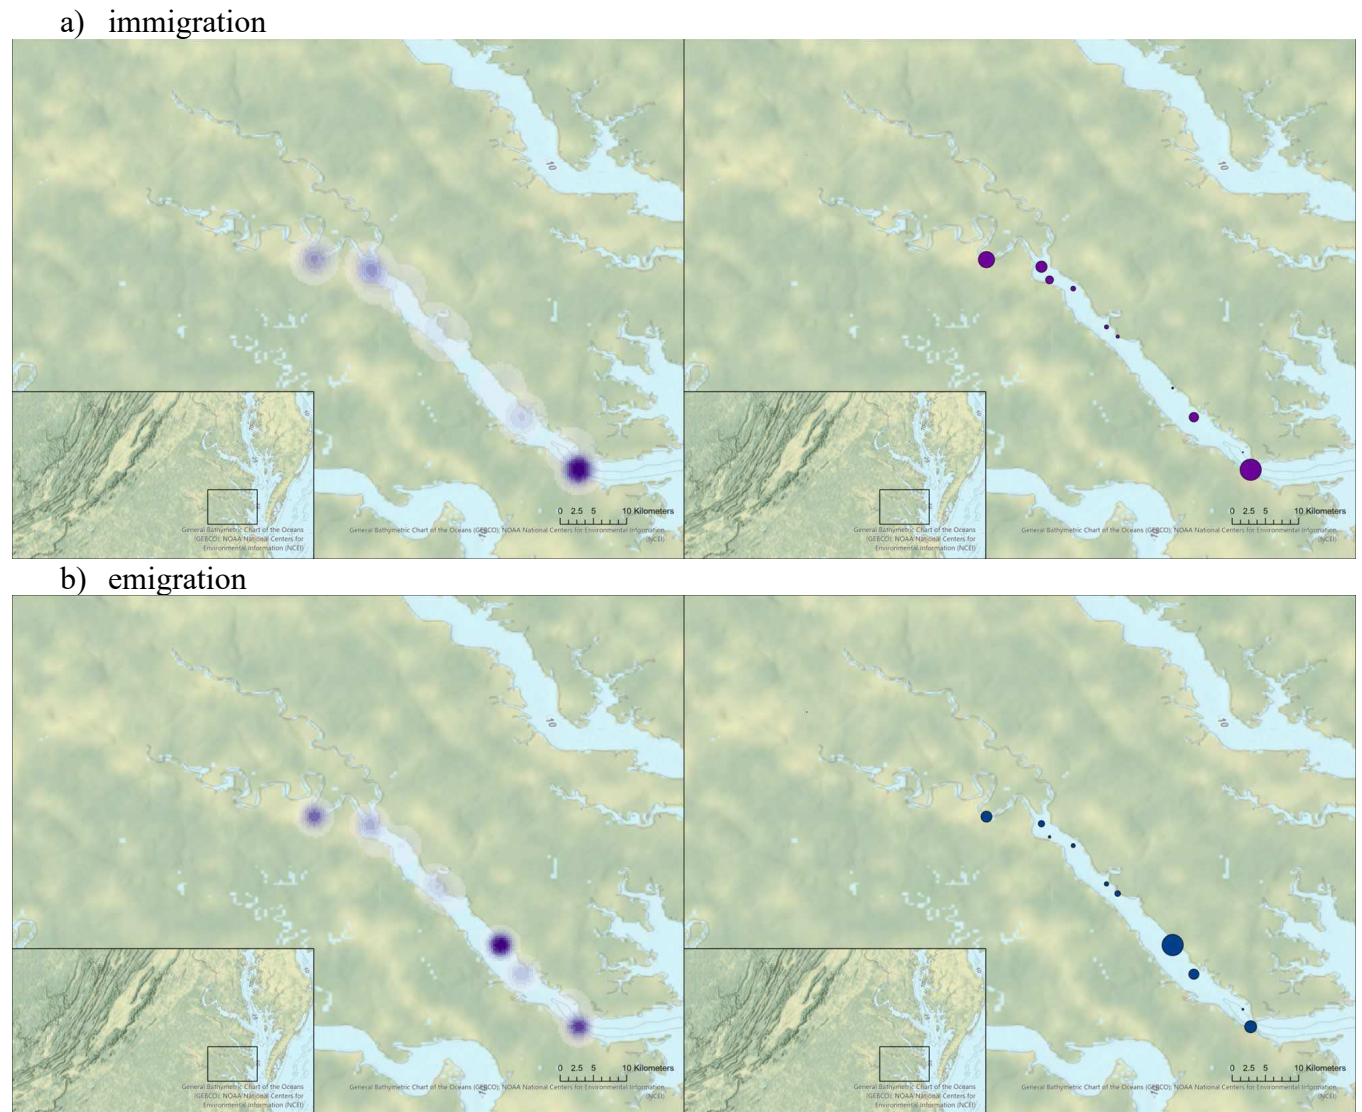 a) immigration
10
10
0 2.5 5 10 Kilometers
0 2.5 5 10 Kilometers
General Bathymetric Chart of the Oceans
(GEBCO); NOAA National Centers for
Environmental Information (NCEI)
General Bathymetric Chart of the Oceans (GEBCO); NOAA National Centers for Environmental Information
(NCEI)
General Bathymetric Chart of the Oceans
(GEBCO); NOAA National Centers for
Environmental Information (NCEI)
General Bathymetric Chart of the Oceans (GEBCO); NOAA National Centers for Environmental Information
(NCEI)
b) emigration
10
10
0 2.5 5 10 Kilometers
0 2.5 5 10 Kilometers
General Bathymetric Chart of the Oceans
(GEBCO); NOAA National Centers for
Environmental Information (NCEI)
General Bathymetric Chart of the Oceans (GEBCO); NOAA National Centers for Environmental Information
(NCEI)
General Bathymetric Chart of the Oceans
(GEBCO); NOAA National Centers for
Environmental Information (NCEI)
General Bathymetric Chart of the Oceans (GEBCO); NOAA National Centers for Environmental Information
(NCEI)